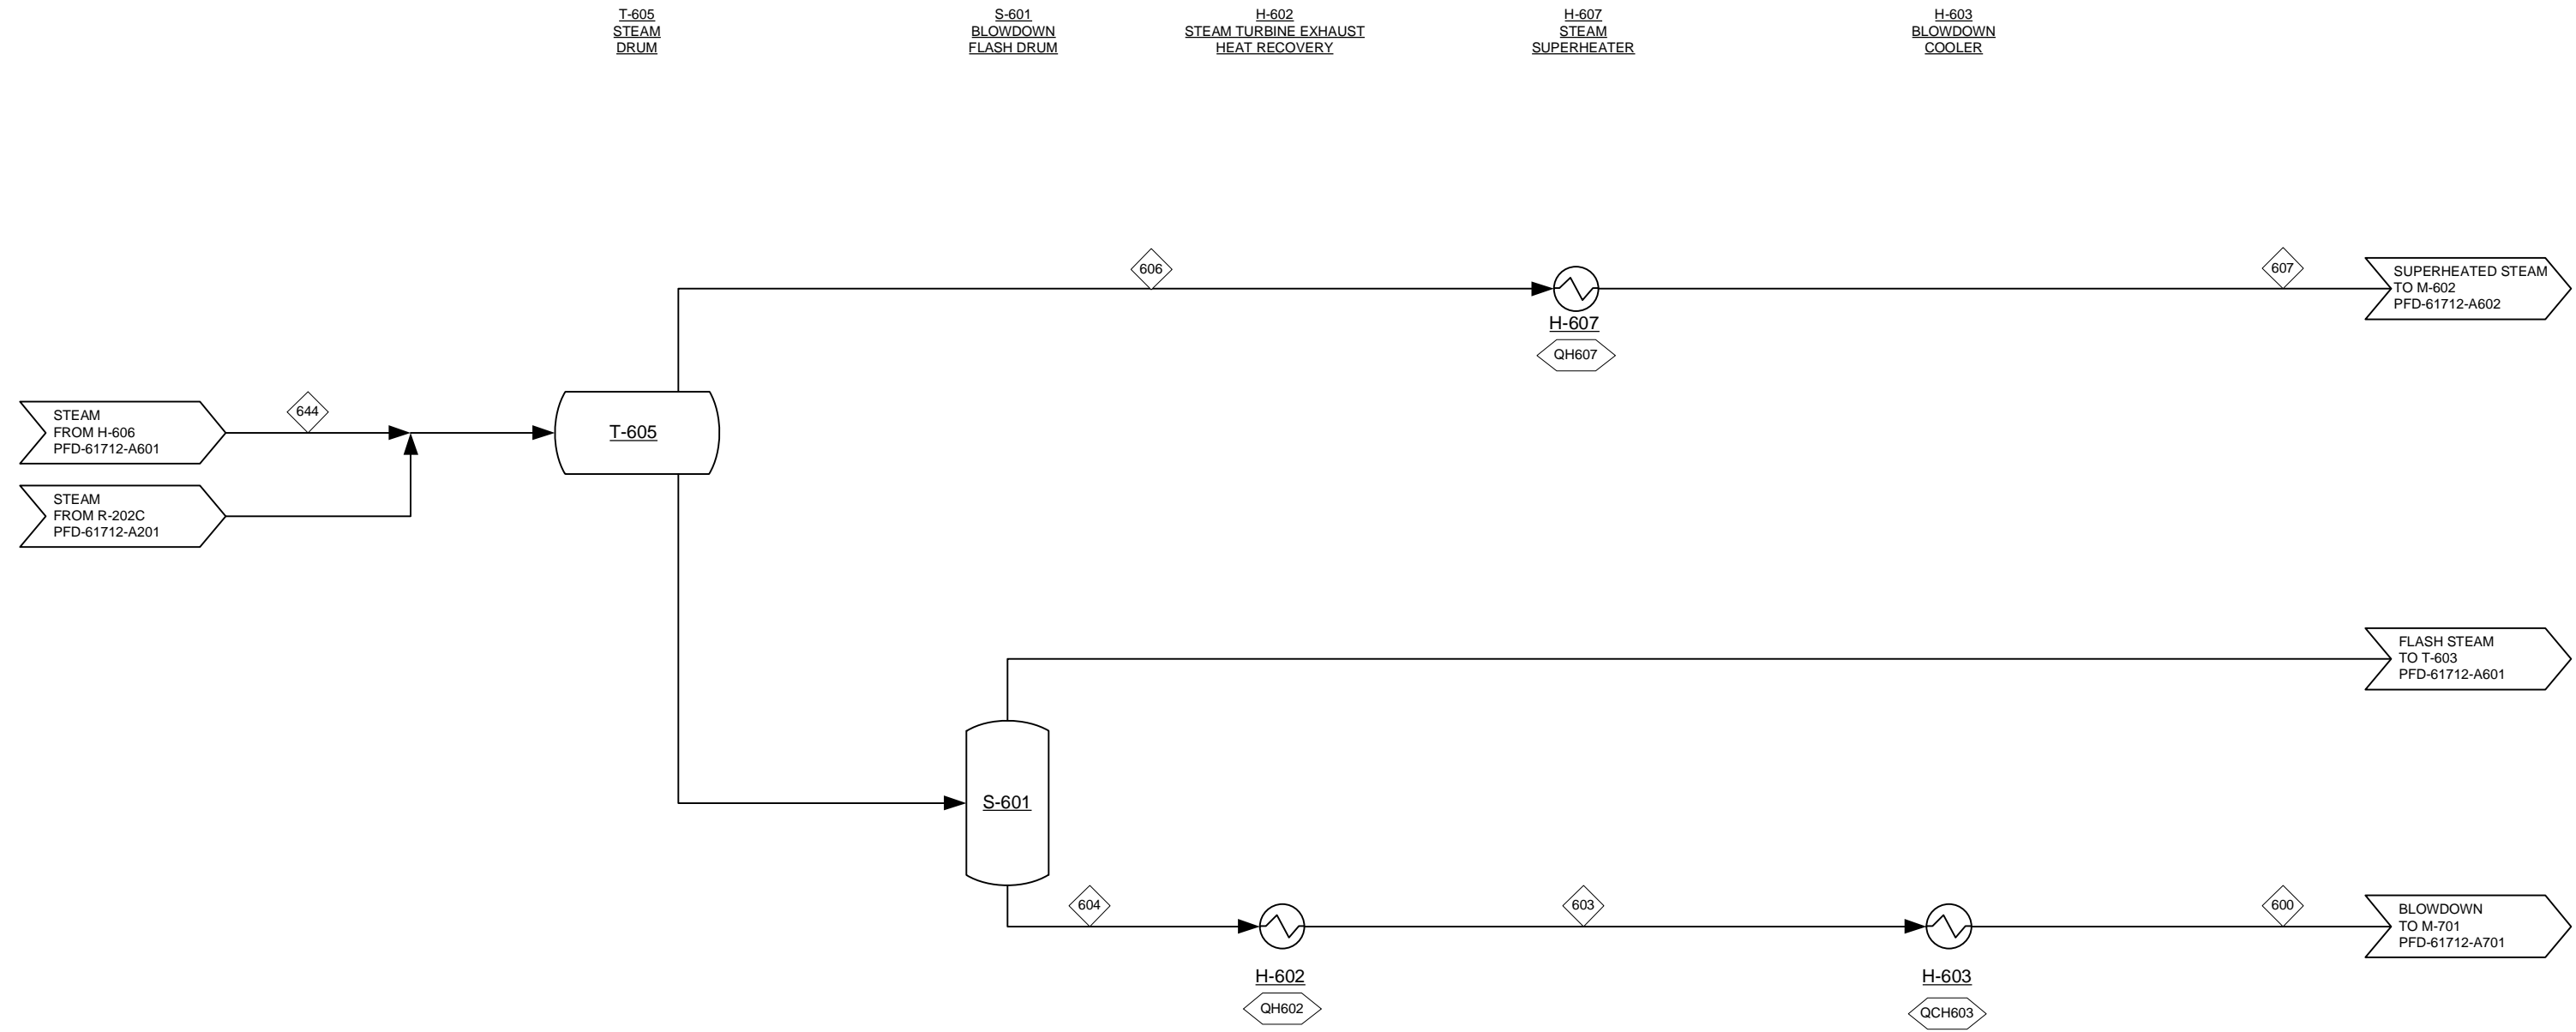 T-605
STEAM
DRUM
S-601
BLOWDOWN
FLASH DRUM
H-602
STEAM TURBINE EXHAUST
HEAT RECOVERY
H-607
STEAM
SUPERHEATER
H-603
BLOWDOWN
COOLER
606
607
SUPERHEATED STEAM
TO M-602
PFD-61712-A602
H-607
QH607
644
STEAM
FROM H-606
PFD-61712-A601
T-605
STEAM
FROM R-202C
PFD-61712-A201
FLASH STEAM
TO T-603
PFD-61712-A601
S-601
604
603
600
BLOWDOWN
TO M-701
PFD-61712-A701
H-602
QH602
H-603
QCH603